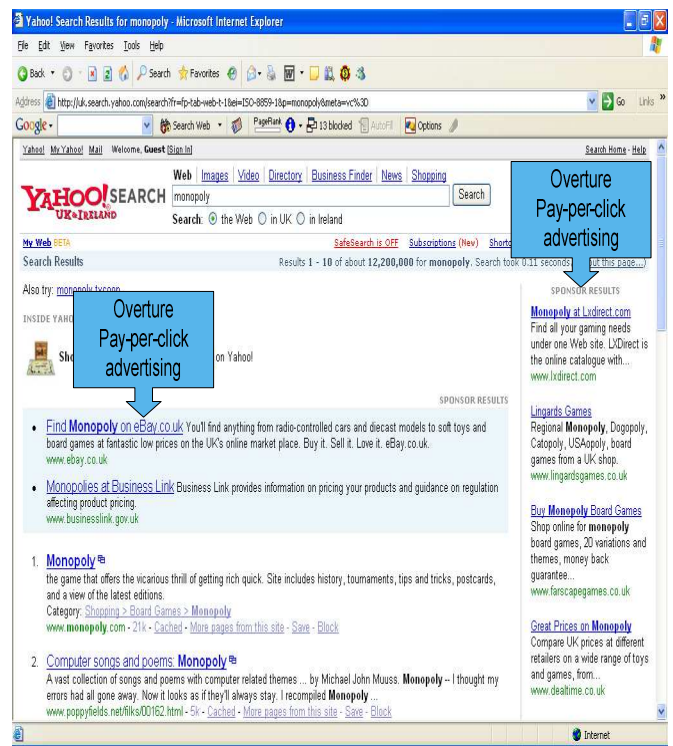 Yahoo! Search Results for monopoly - Microsoft Internet Explorer
File Edit View Favorites Tools Help
Back Search Favorites
Address http://uk.search.yahoo.com/search?fr=fp-tab-web-t-1&ei=ISO-8859-1&p=monopoly&meta=vc%3D Go Links »
Google Search Web PageRank 13 blocked AutoFill Options
Yahoo! My Yahoo! Mail Welcome, Guest [Sign In] Search Home - Help
YAHOO! SEARCH
UK & IRELAND
Web | Images | Video | Directory | Business Finder | News | Shopping
monopoly Search
Search: the Web in UK in Ireland
Overture
Pay-per-click
advertising
My Web BETA SafeSearch is OFF Subscriptions (New)
Search Results Results 1 - 10 of about 12,200,000 for monopoly. Search took 0.11 seconds. this page...)
Also try: monopoly tycoon
INSIDE
on Yahoo!
Overture
Pay-per-click
advertising
SPONSOR RESULTS
• Find Monopoly on eBay.co.uk You'll find anything from radio-controlled cars and diecast models to soft toys and
board games at fantastic low prices on the UK's online market place. Buy it. Sell it. Love it. eBay.co.uk.
www.ebay.co.uk
• Monopolies at Business Link Business Link provides information on pricing your products and guidance on regulation
affecting product pricing.
www.businesslink.gov.uk
1. Monopoly
the game that offers the vicarious thrill of getting rich quick. Site includes history, tournaments, tips and tricks, postcards,
and a view of the latest editions.
Category: Shopping > Board Games > Monopoly
www.monopoly.com - 21k - Cached - More pages from this site - Save - Block
2. Computer songs and poems: Monopoly
A vast collection of songs and poems with computer related themes ... by Michael John Muuss. Monopoly -- I thought my
errors had all gone away. Now it looks as if they'll always stay. I recompiled Monopoly ...
www.poppyfields.net/filks/00162.html - 5k - Cached - More pages from this site - Save - Block
SPONSOR RESULTS
Monopoly at Lxdirect.com
Find all your gaming needs
under one Web site. LXDirect is
the online catalogue with...
www.lxdirect.com
Lingards Games
Regional Monopoly, Dogopoly,
Catopoly, USAopoly, board
games from a UK shop.
www.lingardsgames.co.uk
Buy Monopoly Board Games
Shop online for monopoly
board games, 20 variations and
themes, money back
guarantee...
www.farscapegames.co.uk
Great Prices on Monopoly
Compare UK prices at different
retailers on a wide range of toys
and games, from...
www.dealtime.co.uk
Internet